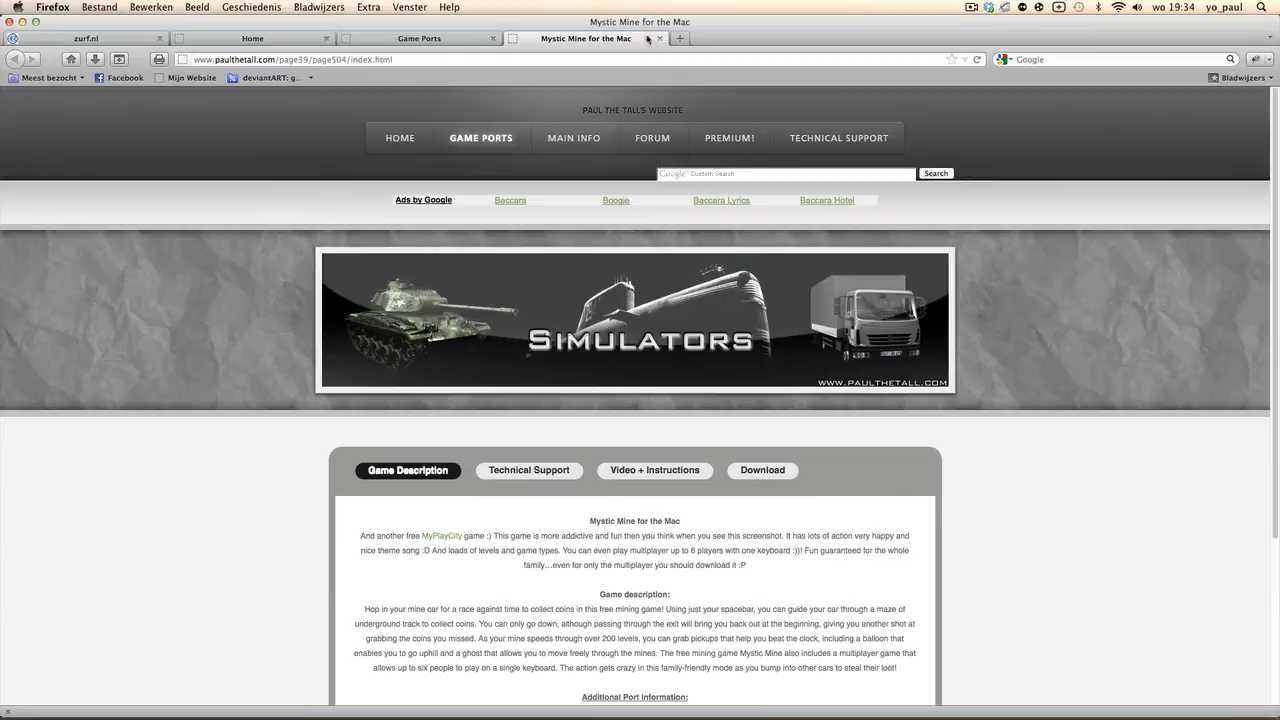 Firefox Bestand Bewerken Beeld Geschiedenis Bladwijzers Extra Venster Help wo 19:34 yo_paul
Mystic Mine for the Mac
zurf.nl Home Game Ports Mystic Mine for the Mac
www.paulthetall.com/page39/page504/index.html Google
Meest bezocht Facebook Mijn Website deviantART: g... Bladwijzers
PAUL THE TALL'S WEBSITE
HOME GAME PORTS MAIN INFO FORUM PREMIUM! TECHNICAL SUPPORT
Google™ Custom Search Search
Ads by Google Baccara Boogie Baccara Lyrics Baccara Hotel
SIMULATORS
WWW.PAULTHETALL.COM
Game Description Technical Support Video + Instructions Download
Mystic Mine for the Mac
And another free MyPlayCity game :) This game is more addictive and fun then you think when you see this screenshot. It has lots of action very happy and
nice theme song :D And loads of levels and game types. You can even play multiplayer up to 6 players with one keyboard :))! Fun guaranteed for the whole
family…even for only the multiplayer you should download it :P
Game description:
Hop in your mine car for a race against time to collect coins in this free mining game! Using just your spacebar, you can guide your car through a maze of
underground track to collect coins. You can only go down, although passing through the exit will bring you back out at the beginning, giving you another shot at
grabbing the coins you missed. As your mine speeds through over 200 levels, you can grab pickups that help you beat the clock, including a balloon that
enables you to go uphill and a ghost that allows you to move freely through the mines. The free mining game Mystic Mine also includes a multiplayer game that
allows up to six people to play on a single keyboard. The action gets crazy in this family-friendly mode as you bump into other cars to steal their loot!
Additional Port Information: